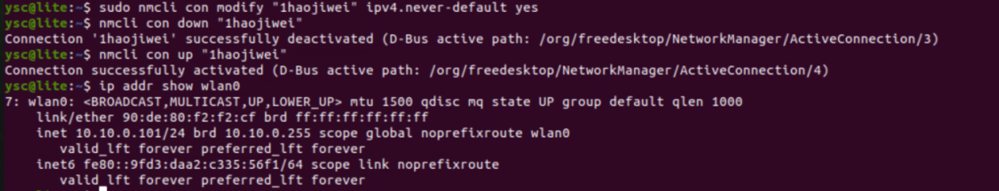 ysc@lite:~$ sudo nmcli con modify "1haojiwei" ipv4.never-default yes
ysc@lite:~$ nmcli con down "1haojiwei"
Connection '1haojiwei' successfully deactivated (D-Bus active path: /org/freedesktop/NetworkManager/ActiveConnection/3)
ysc@lite:~$ nmcli con up "1haojiwei"
Connection successfully activated (D-Bus active path: /org/freedesktop/NetworkManager/ActiveConnection/4)
ysc@lite:~$ ip addr show wlan0
7: wlan0: <BROADCAST,MULTICAST,UP,LOWER_UP> mtu 1500 qdisc mq state UP group default qlen 1000
    link/ether 90:de:80:f2:f2:cf brd ff:ff:ff:ff:ff:ff
    inet 10.10.0.101/24 brd 10.10.0.255 scope global noprefixroute wlan0
       valid_lft forever preferred_lft forever
    inet6 fe80::9fd3:daa2:c335:56f1/64 scope link noprefixroute
       valid_lft forever preferred_lft forever